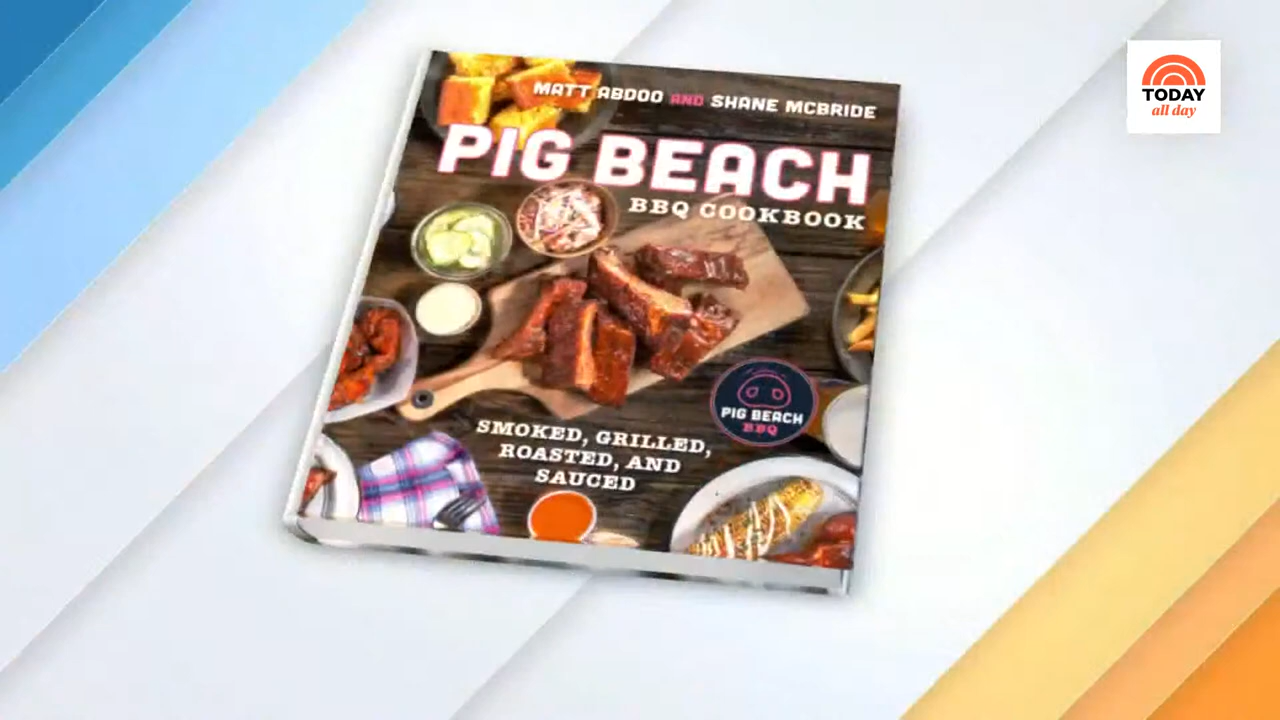 MATT ABDOO AND SHANE MCBRIDE
PIG BEACH
BBQ COOKBOOK
PIG BEACH
BBQ
SMOKED, GRILLED,
ROASTED, AND
SAUCED
TODAY
all day